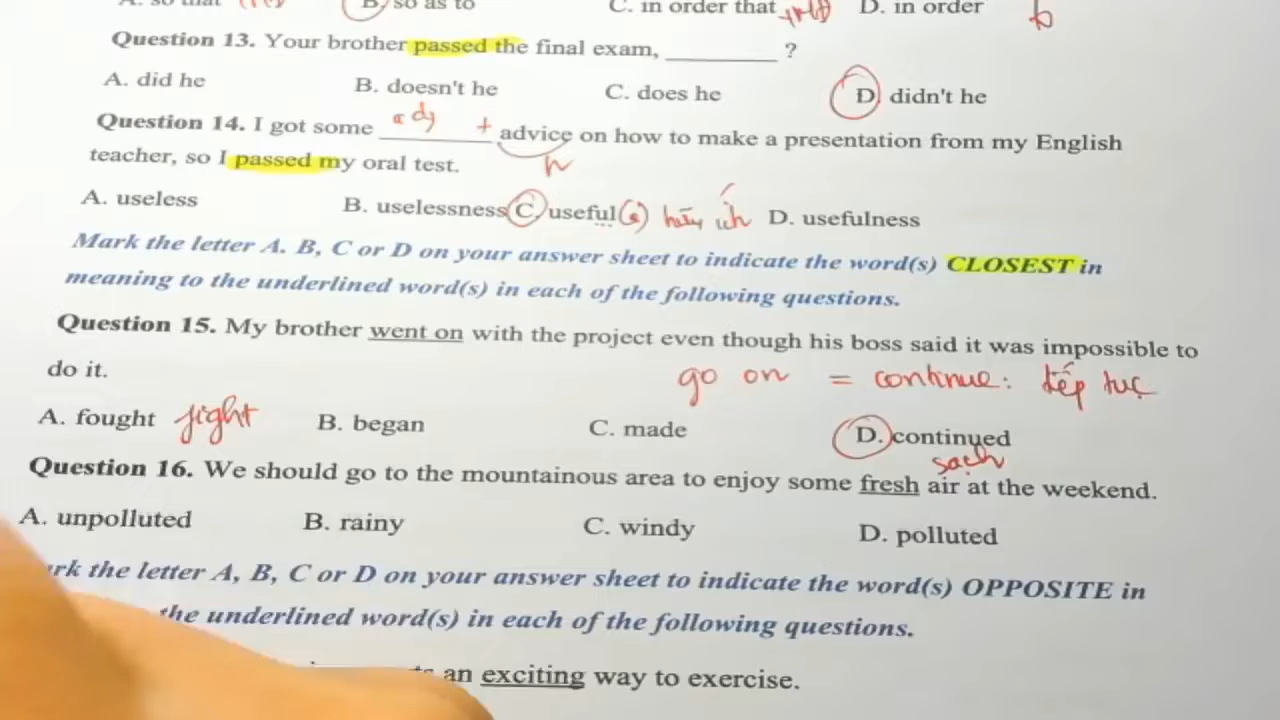 B. so as to C. in order that D. in order
Question 13. Your brother passed the final exam, __________ ?
A. did he B. doesn't he C. does he D. didn't he
adj +
Question 14. I got some __________ advice on how to make a presentation from my English
n
teacher, so I passed my oral test.
A. useless B. uselessness C. useful (a) hữu ích D. usefulness
Mark the letter A. B, C or D on your answer sheet to indicate the word(s) CLOSEST in
meaning to the underlined word(s) in each of the following questions.
Question 15. My brother went on with the project even though his boss said it was impossible to
do it.
go on = continue: tiếp tục
A. fought fight B. began C. made D. continued
sạch
Question 16. We should go to the mountainous area to enjoy some fresh air at the weekend.
A. unpolluted B. rainy C. windy D. polluted
the letter A, B, C or D on your answer sheet to indicate the word(s) OPPOSITE in
the underlined word(s) in each of the following questions.
an exciting way to exercise.